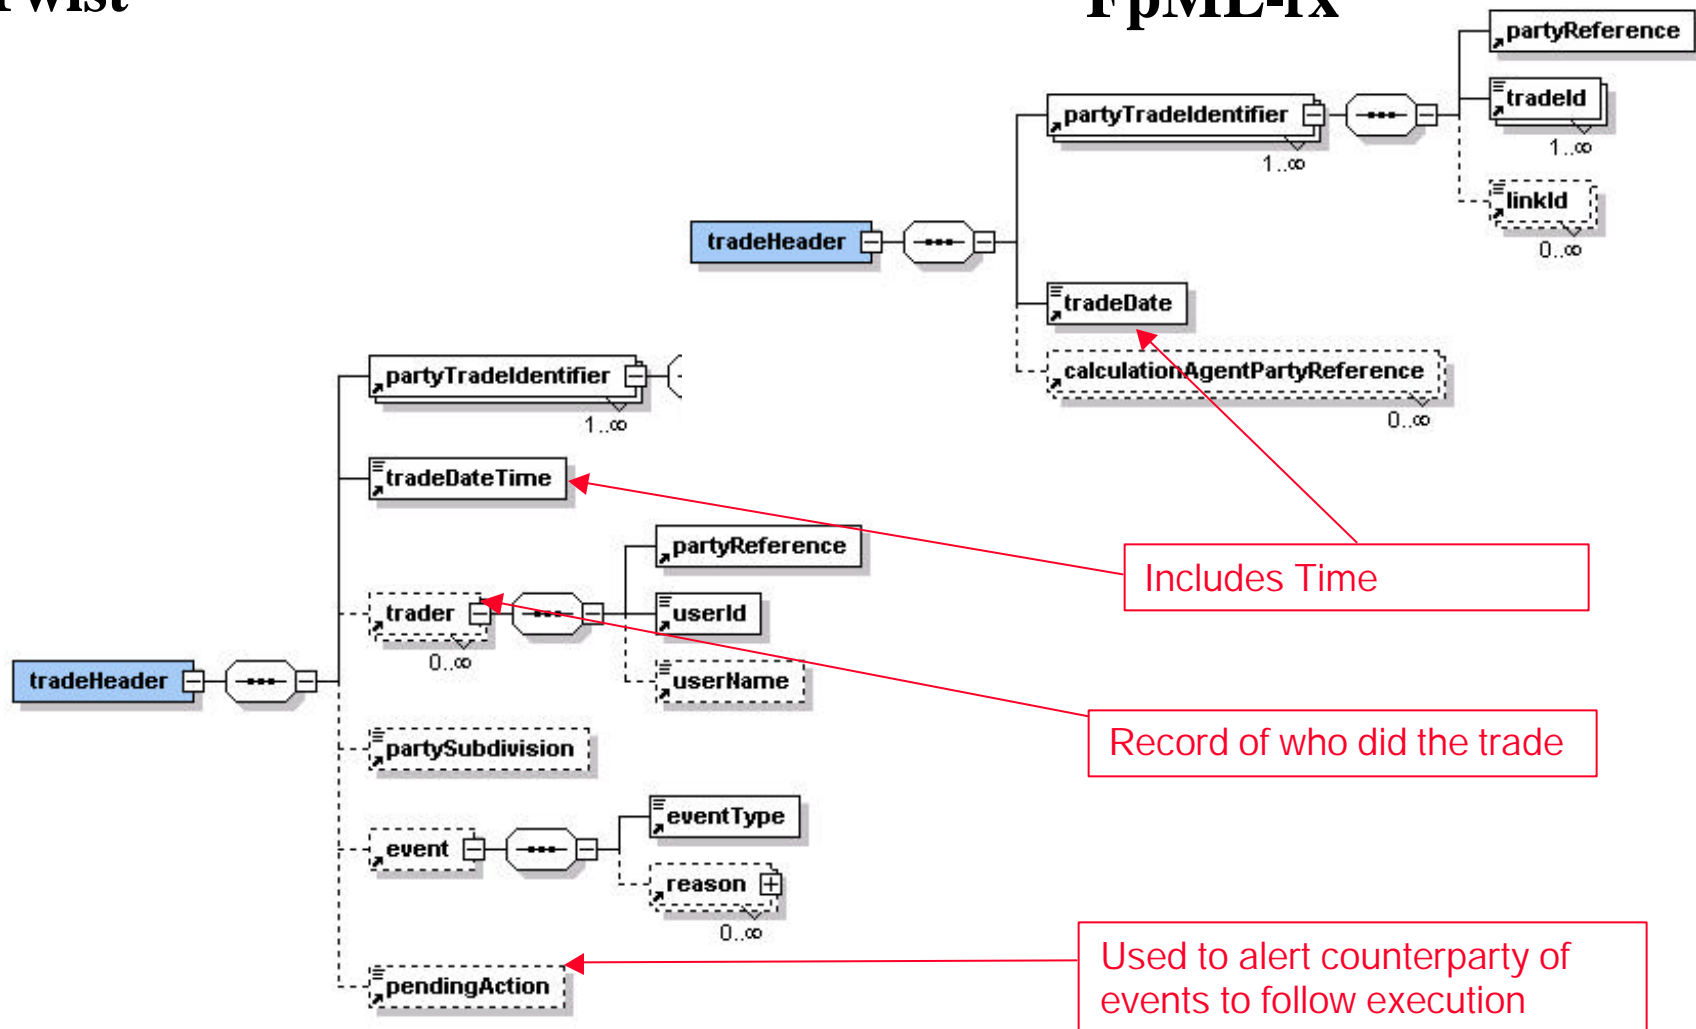 Twist
FpML-fx
partyReference
tradeId
1..∞
linkId
0..∞
partyTradeIdentifier
1..∞
tradeHeader
tradeDate
calculationAgentPartyReference
0..∞
partyTradeIdentifier
1..∞
tradeDateTime
partyReference
Includes Time
trader
0..∞
userId
userName
tradeHeader
Record of who did the trade
partySubdivision
eventType
event
reason
0..∞
Used to alert counterparty of
events to follow execution
pendingAction